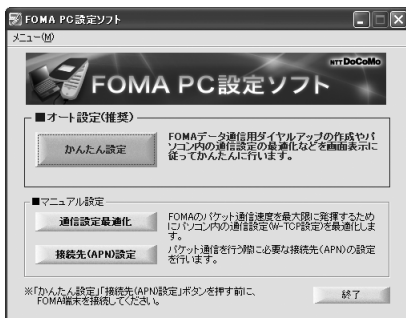 FOMA PC設定ソフト
メニュー(M)
NTT DoCoMo
FOMA PC設定ソフト
■オート設定(推奨)
かんたん設定
FOMAデータ通信用ダイヤルアップの作成やパ
ソコン内の通信設定の最適化などを画面表示に
従ってかんたんに行います。
■マニュアル設定
通信設定最適化
FOMAのパケット通信速度を最大限に発揮するため
にパソコン内の通信設定(W-TCP設定)を最適化しま
す。
接続先(APN)設定
パケット通信を行う際に必要な接続先(APN)の設定
を行います。
※「かんたん設定」「接続先(APN)設定」ボタンを押す前に、
FOMA端末を接続してください。
終了